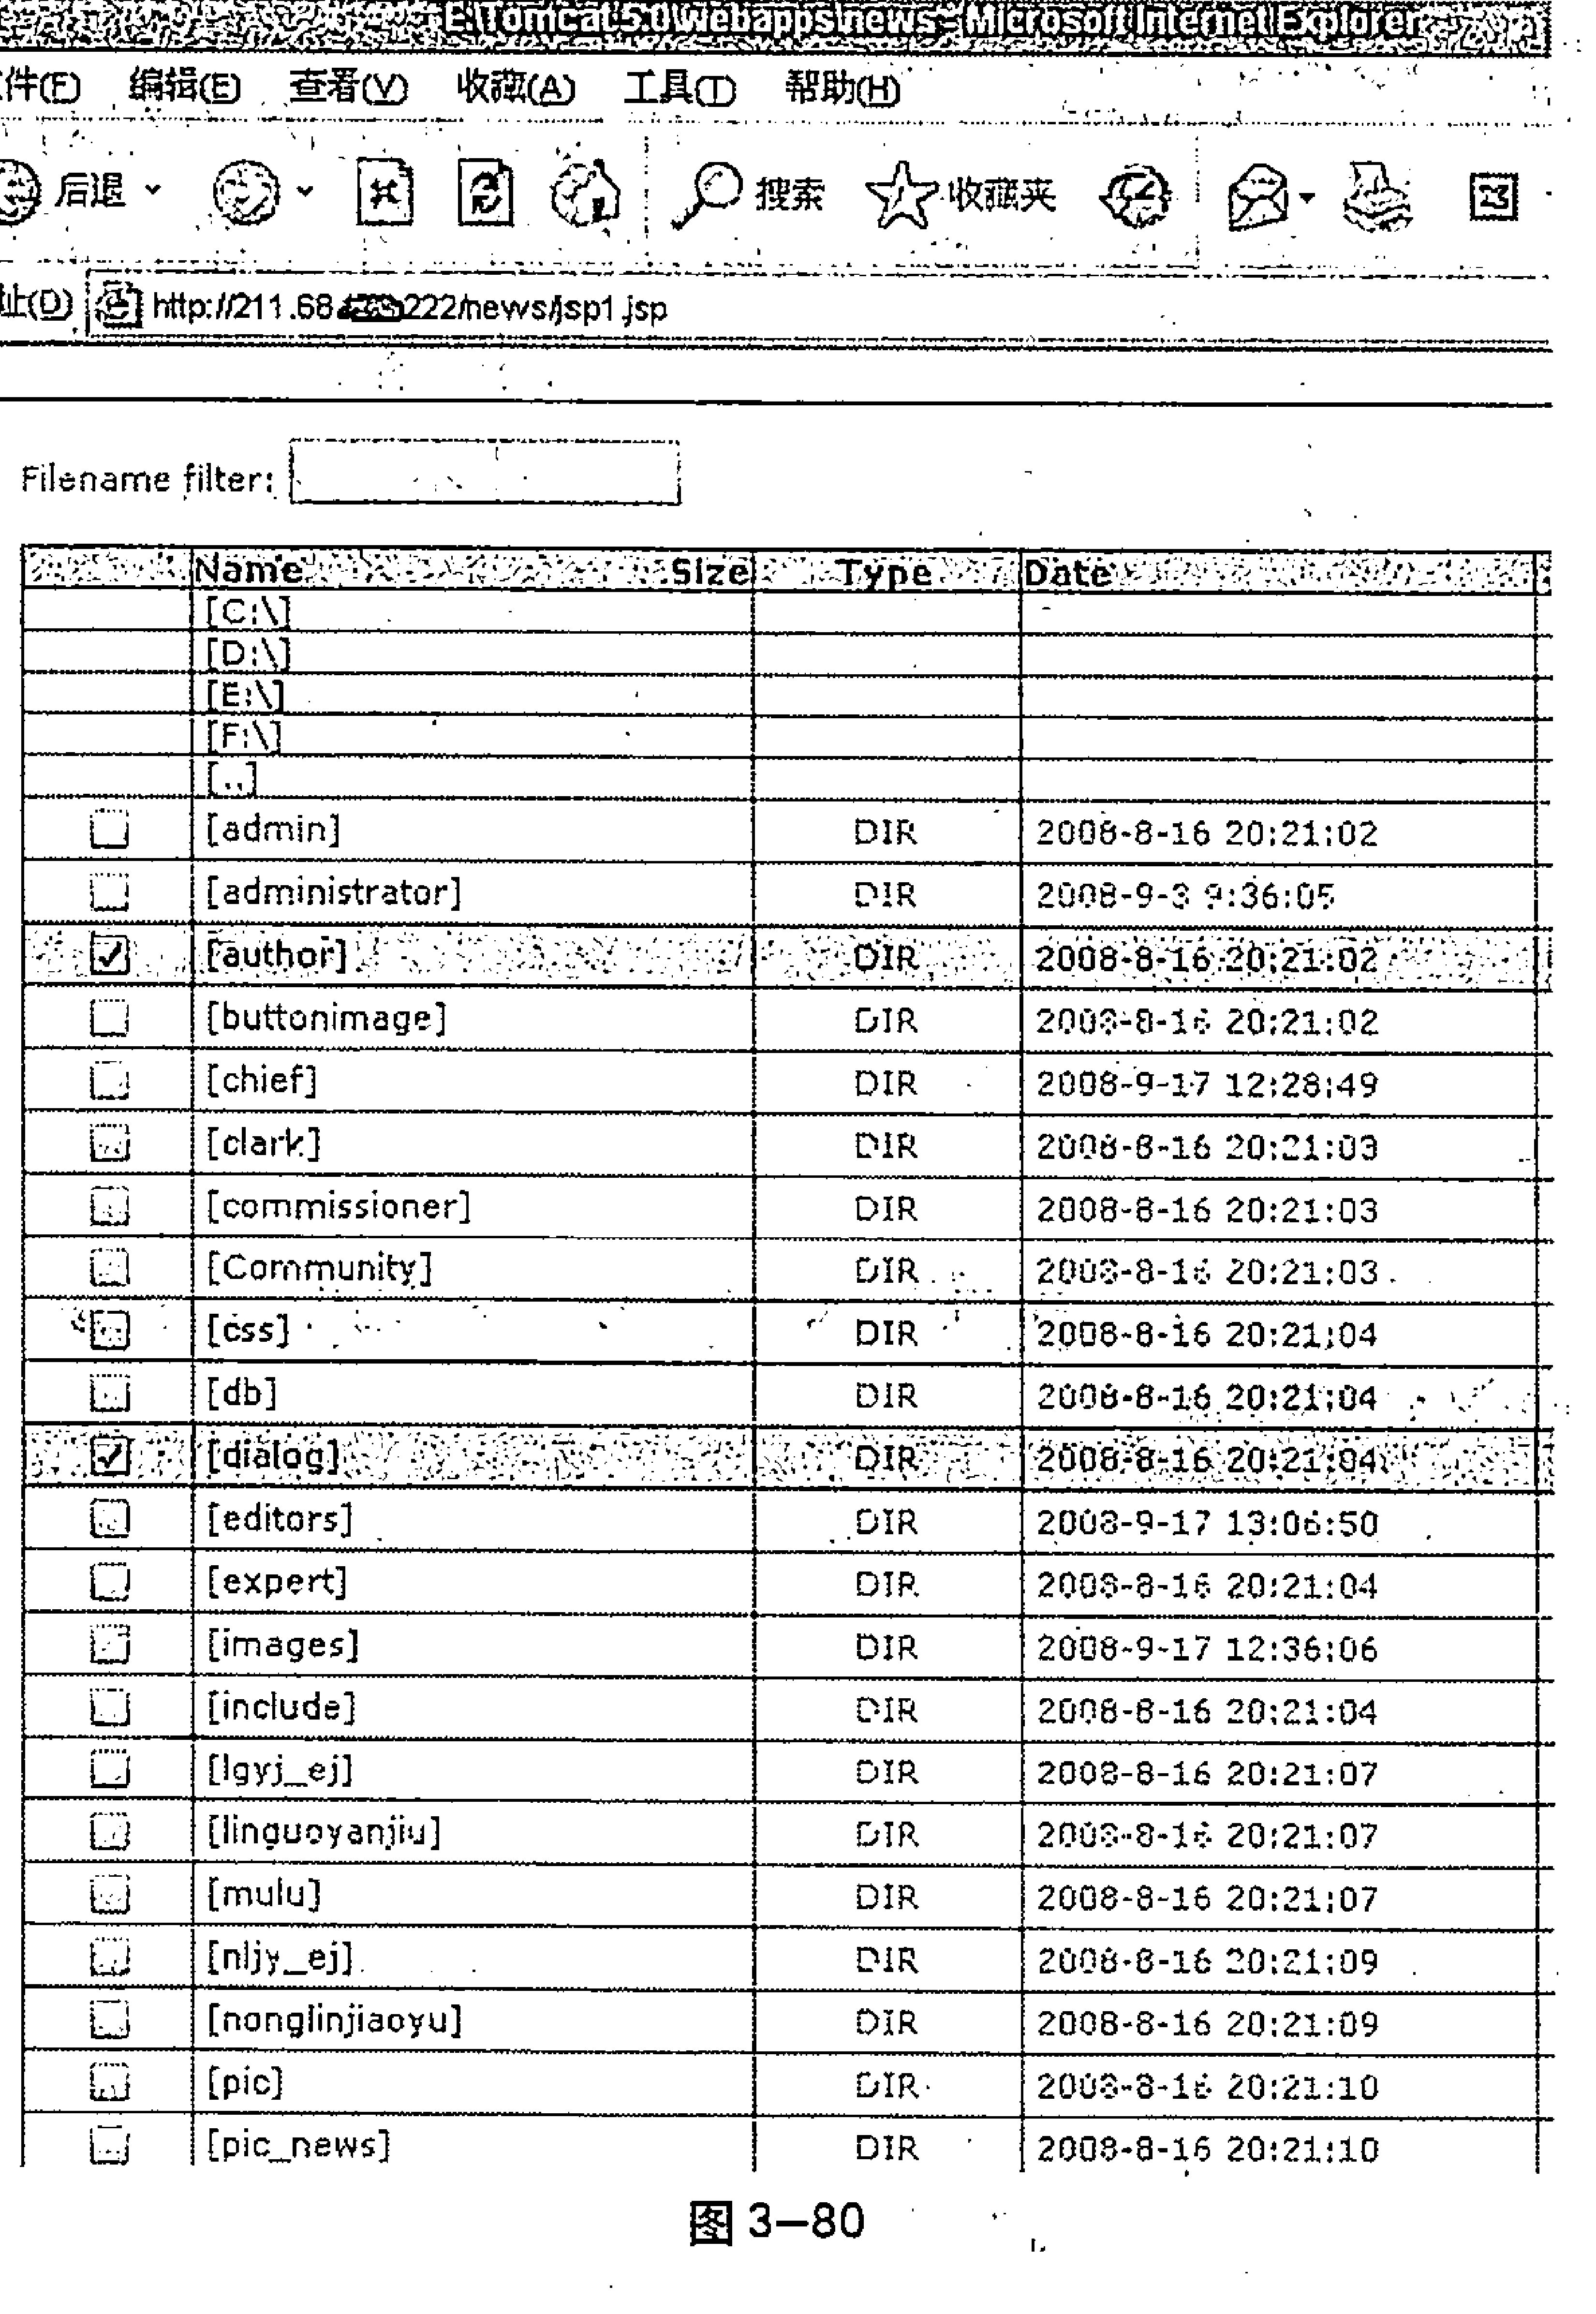 E:\Tomcat 5.0\webapps\news - Microsoft Internet Explorer
件(F) 编辑(E) 查看(V) 收藏(A) 工具(T) 帮助(H)
后退 搜索 收藏夹
址(D) http://211.68 222/news/jsp1.jsp
Filename filter:
Name Size Type Date
[C:\]
[D:\]
[E:\]
[F:\]
[..]
[admin] DIR 2008-8-16 20:21:02
[administrator] DIR 2008-9-3 9:36:05
[author] DIR 2008-8-16 20:21:02
[buttonimage] DIR 2008-8-16 20:21:02
[chief] DIR 2008-9-17 12:28:49
[clark] DIR 2008-8-16 20:21:03
[commissioner] DIR 2008-8-16 20:21:03
[Community] DIR 2008-8-16 20:21:03
[css] DIR 2008-8-16 20:21:04
[db] DIR 2008-8-16 20:21:04
[dialog] DIR 2008-8-16 20:21:04
[editors] DIR 2008-9-17 13:06:50
[expert] DIR 2008-8-16 20:21:04
[images] DIR 2008-9-17 12:36:06
[include] DIR 2008-8-16 20:21:04
[lgyj_ej] DIR 2008-8-16 20:21:07
[linguoyanjiu] DIR 2008-8-16 20:21:07
[mulu] DIR 2008-8-16 20:21:07
[nljy_ej] DIR 2008-8-16 20:21:09
[nonglinjiaoyu] DIR 2008-8-16 20:21:09
[pic] DIR 2008-8-16 20:21:10
[pic_news] DIR 2008-8-16 20:21:10
图 3-80